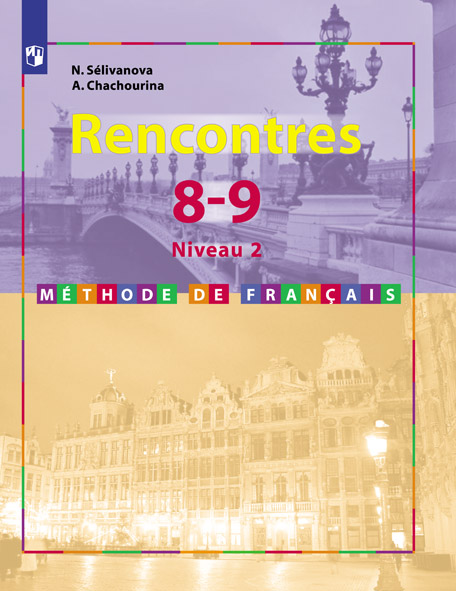 N. Sélivanova
A. Chachourina
Rencontres
8-9
Niveau 2
MÉTHODE DE FRANÇAIS